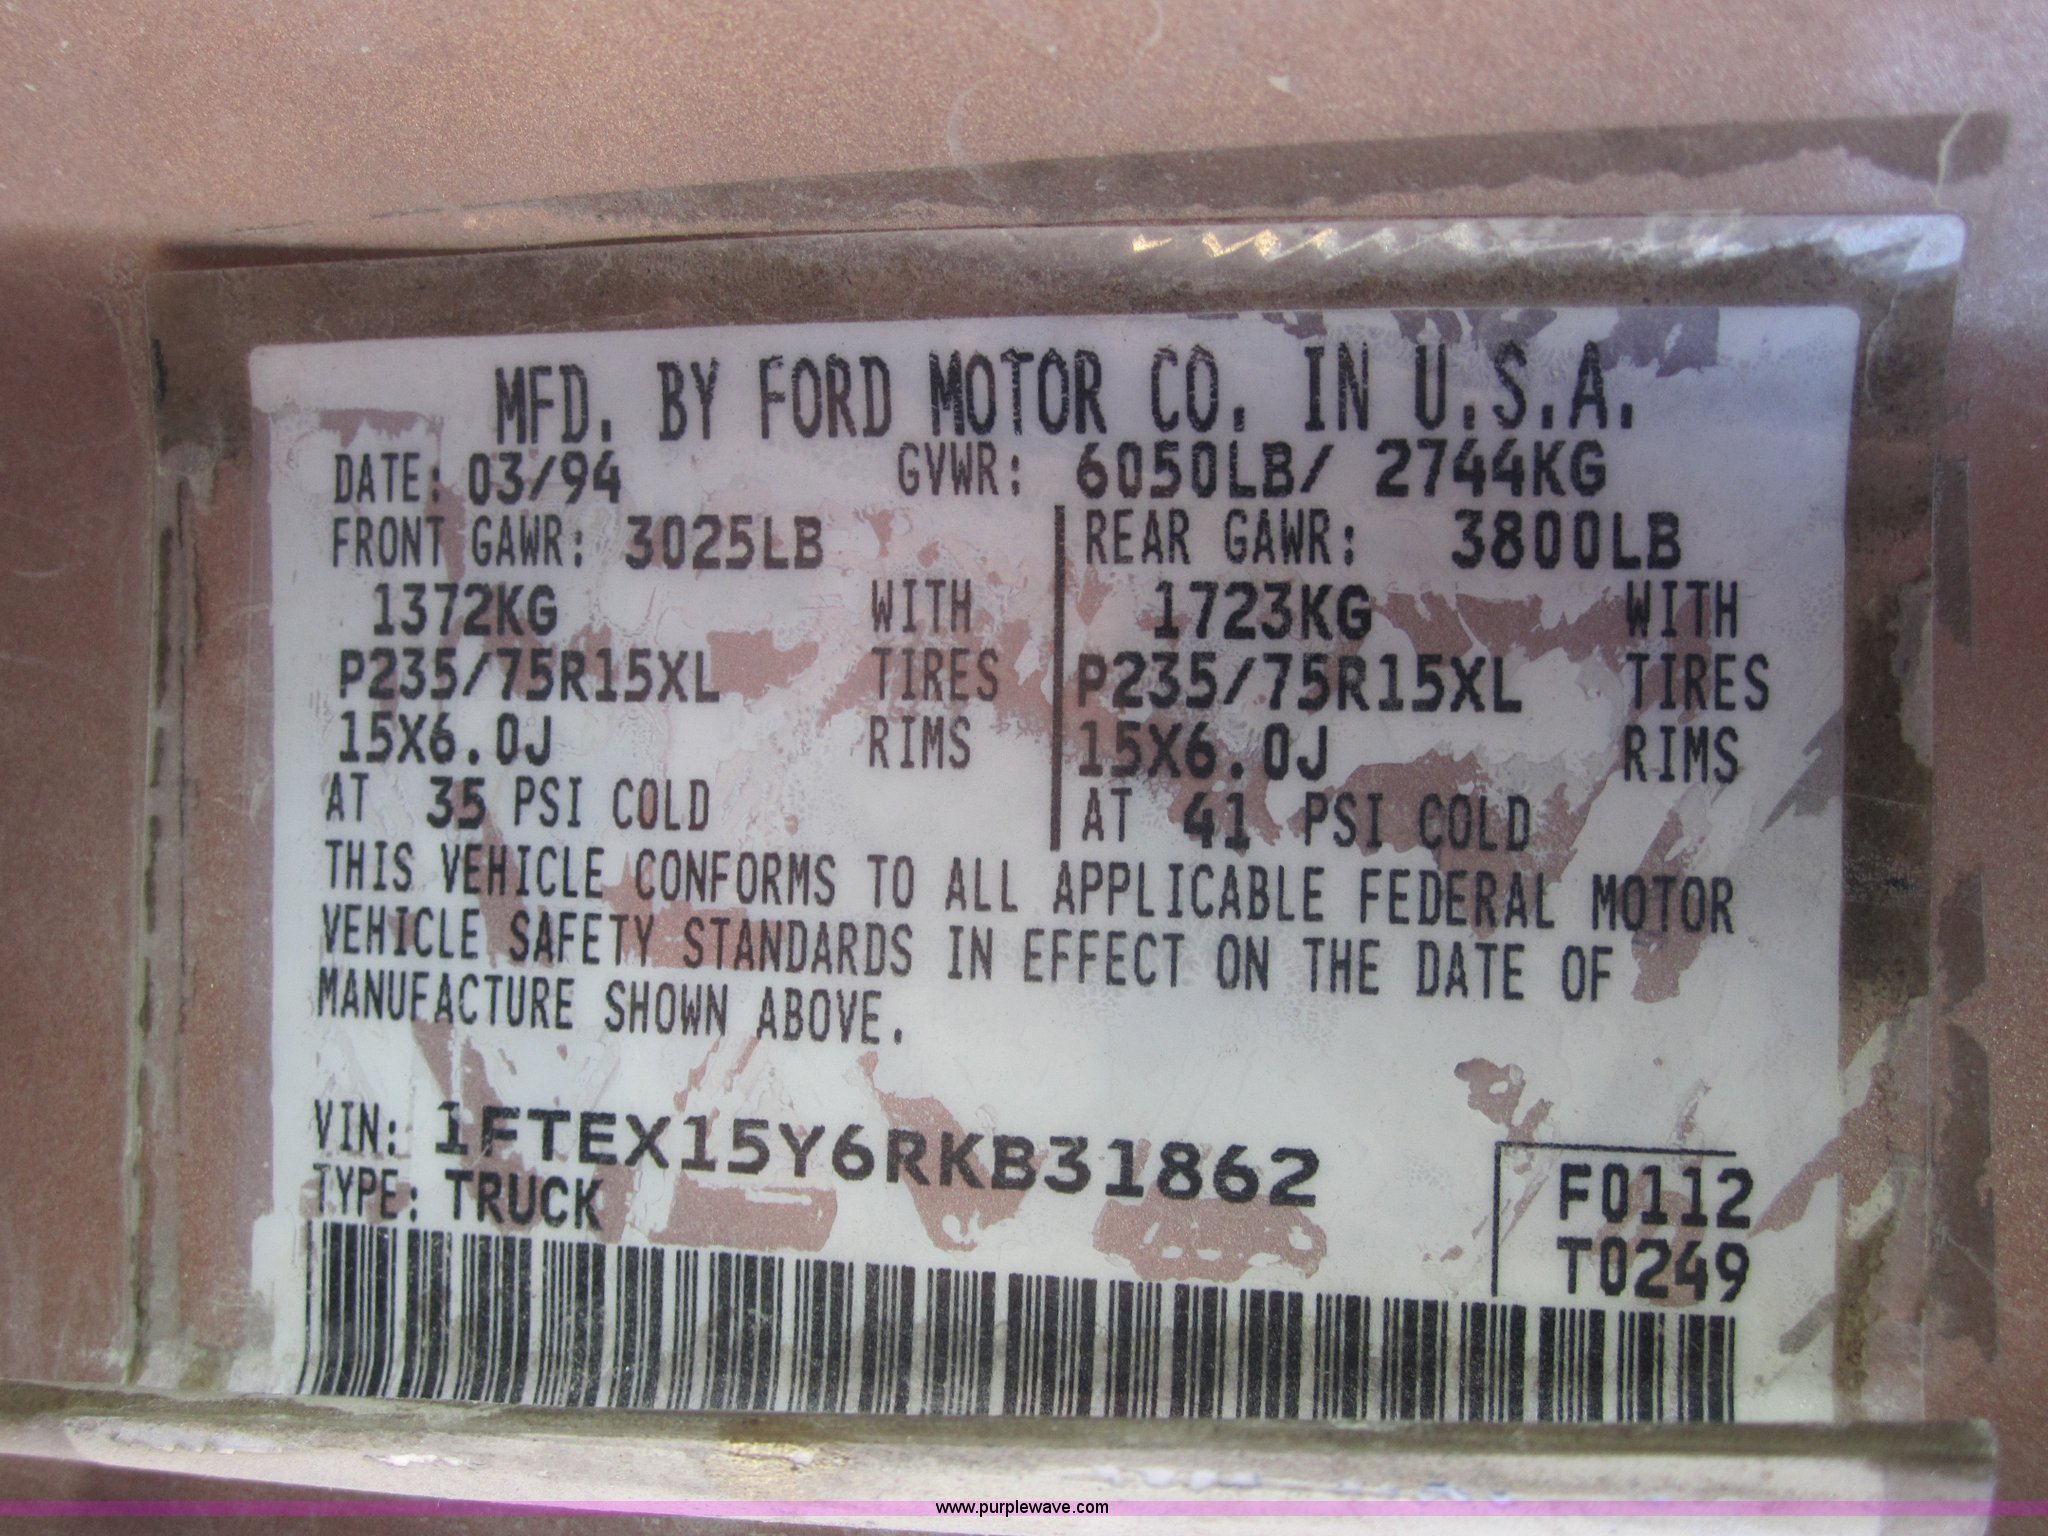 MFD. BY FORD MOTOR CO. IN U.S.A.
DATE: 03/94 GVWR: 6050LB/ 2744KG
FRONT GAWR: 3025LB REAR GAWR: 3800LB
1372KG WITH 1723KG WITH
P235/75R15XL TIRES P235/75R15XL TIRES
15X6.0J RIMS 15X6.0J RIMS
AT 35 PSI COLD AT 41 PSI COLD
THIS VEHICLE CONFORMS TO ALL APPLICABLE FEDERAL MOTOR
VEHICLE SAFETY STANDARDS IN EFFECT ON THE DATE OF
MANUFACTURE SHOWN ABOVE.
VIN: 1FTEX15Y6RKB31862
TYPE: TRUCK
F0112
T0249
www.purplewave.com